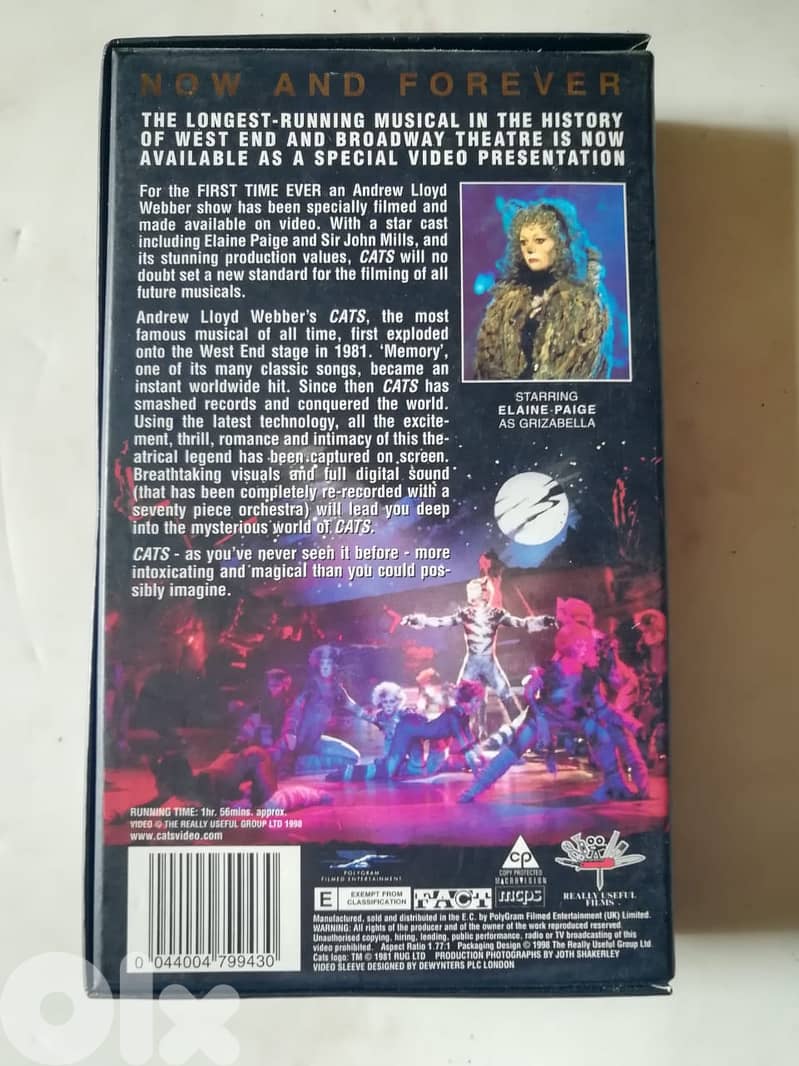 NOW AND FOREVER
THE LONGEST-RUNNING MUSICAL IN THE HISTORY
OF WEST END AND BROADWAY THEATRE IS NOW
AVAILABLE AS A SPECIAL VIDEO PRESENTATION
For the FIRST TIME EVER an Andrew Lloyd
Webber show has been specially filmed and
made available on video. With a star cast
including Elaine Paige and Sir John Mills, and
its stunning production values, CATS will no
doubt set a new standard for the filming of all
future musicals.
Andrew Lloyd Webber's CATS, the most
famous musical of all time, first exploded
onto the West End stage in 1981. 'Memory',
one of its many classic songs, became an
instant worldwide hit. Since then CATS has
smashed records and conquered the world.
Using the latest technology, all the excite-
ment, thrill, romance and intimacy of this the-
atrical legend has been captured on screen.
Breathtaking visuals and full digital sound
(that has been completely re-recorded with a
seventy piece orchestra) will lead you deep
into the mysterious world of CATS.
CATS - as you've never seen it before - more
intoxicating and magical than you could pos-
sibly imagine.
STARRING
ELAINE PAIGE
AS GRIZABELLA
RUNNING TIME: 1hr. 56mins. approx.
VIDEO © THE REALLY USEFUL GROUP LTD 1998
www.catsvideo.com
0 044004 799430
POLYGRAM
FILMED ENTERTAINMENT
CP
COPY PROTECTED
MACROVISION
REALLY USEFUL
FILMS
E EXEMPT FROM
CLASSIFICATION
FACT
mcps
Manufactured, sold and distributed in the E.C. by PolyGram Filmed Entertainment (UK) Limited.
WARNING: All rights of the producer and of the owner of the work reproduced reserved.
Unauthorised copying, hiring, lending, public performance, radio or TV broadcasting of this
video prohibited. Aspect Ratio 1.77:1 Packaging Design © 1998 The Really Useful Group Ltd
Cats logo: TM © 1981 RUG LTD PRODUCTION PHOTOGRAPHS BY JOTH SHAKERLEY
VIDEO SLEEVE DESIGNED BY DEWYNTERS PLC LONDON
olx